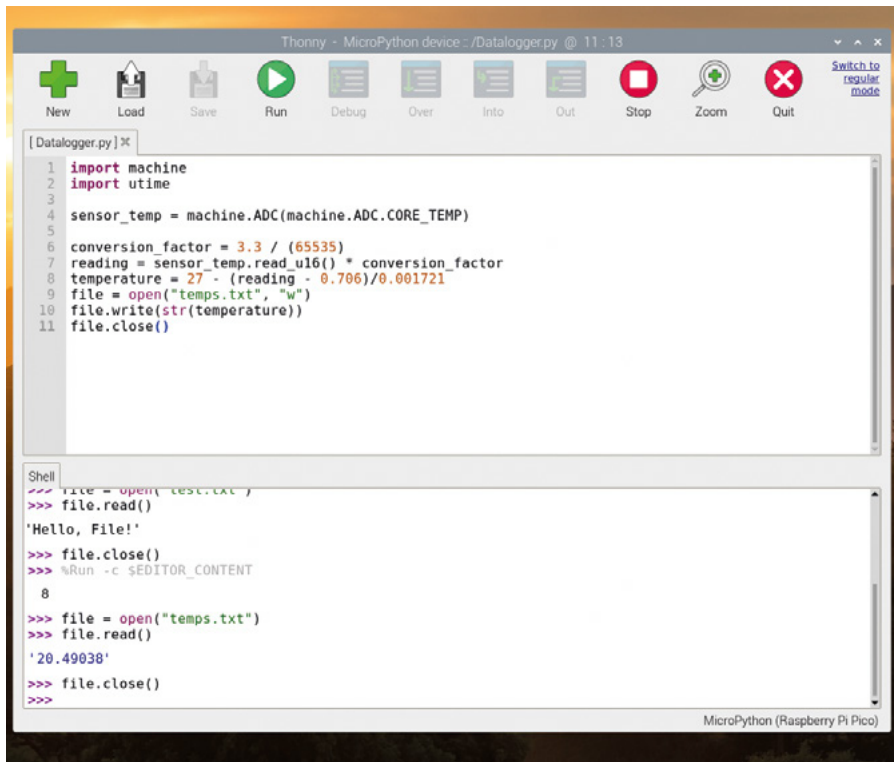 Thonny - MicroPython device :: /Datalogger.py @ 11 : 13
New Load Save Run Debug Over Into Out Stop Zoom Quit
Switch to
regular
mode
[ Datalogger.py ]
1 import machine
2 import utime
3
4 sensor_temp = machine.ADC(machine.ADC.CORE_TEMP)
5
6 conversion_factor = 3.3 / (65535)
7 reading = sensor_temp.read_u16() * conversion_factor
8 temperature = 27 - (reading - 0.706)/0.001721
9 file = open("temps.txt", "w")
10 file.write(str(temperature))
11 file.close()
Shell
>>> file = open("test.txt")
>>> file.read()
'Hello, File!'
>>> file.close()
>>> %Run -c $EDITOR_CONTENT
8
>>> file = open("temps.txt")
>>> file.read()
'20.49038'
>>> file.close()
>>>
MicroPython (Raspberry Pi Pico)